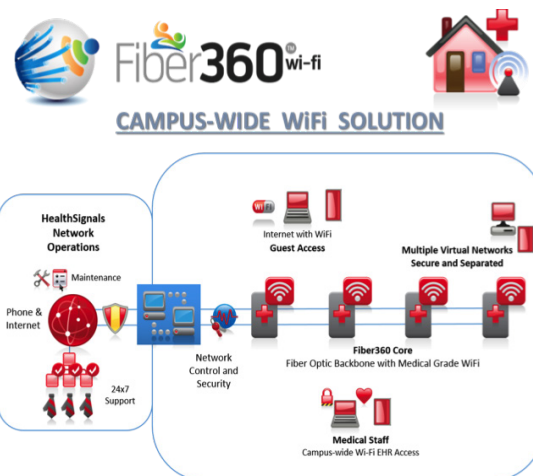 Fiber360™ wi-fi
CAMPUS-WIDE WiFi SOLUTION
HealthSignals
Network
Operations
Maintenance
Phone &
Internet
24x7
Support
Network
Control and
Security
WiFi
Internet with WiFi
Guest Access
Multiple Virtual Networks
Secure and Separated
Fiber360 Core
Fiber Optic Backbone with Medical Grade WiFi
Medical Staff
Campus-wide Wi-Fi EHR Access